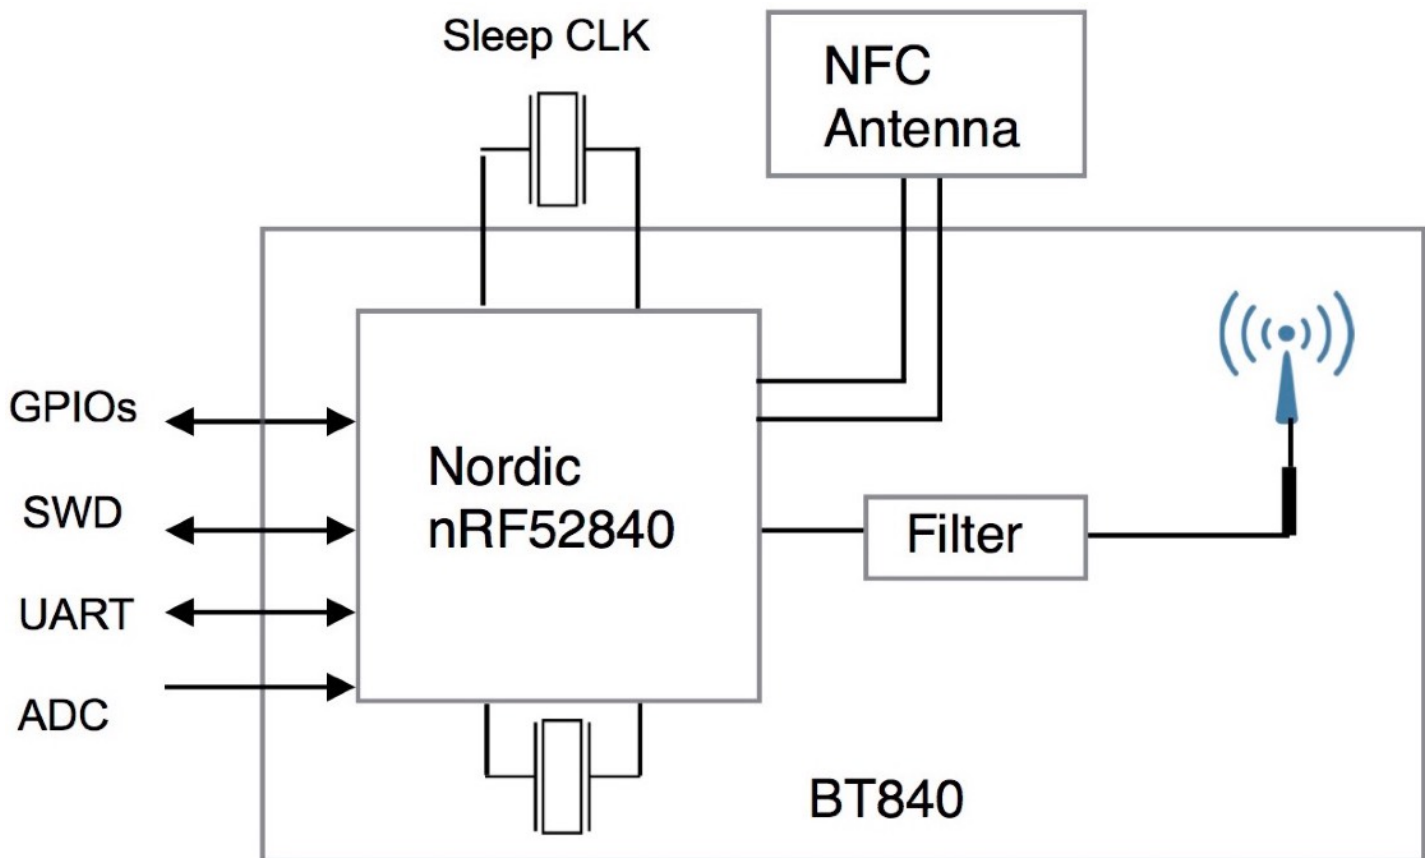 Sleep CLK
NFC
Antenna
GPIOs
SWD
UART
ADC
Nordic
nRF52840
Filter
BT840